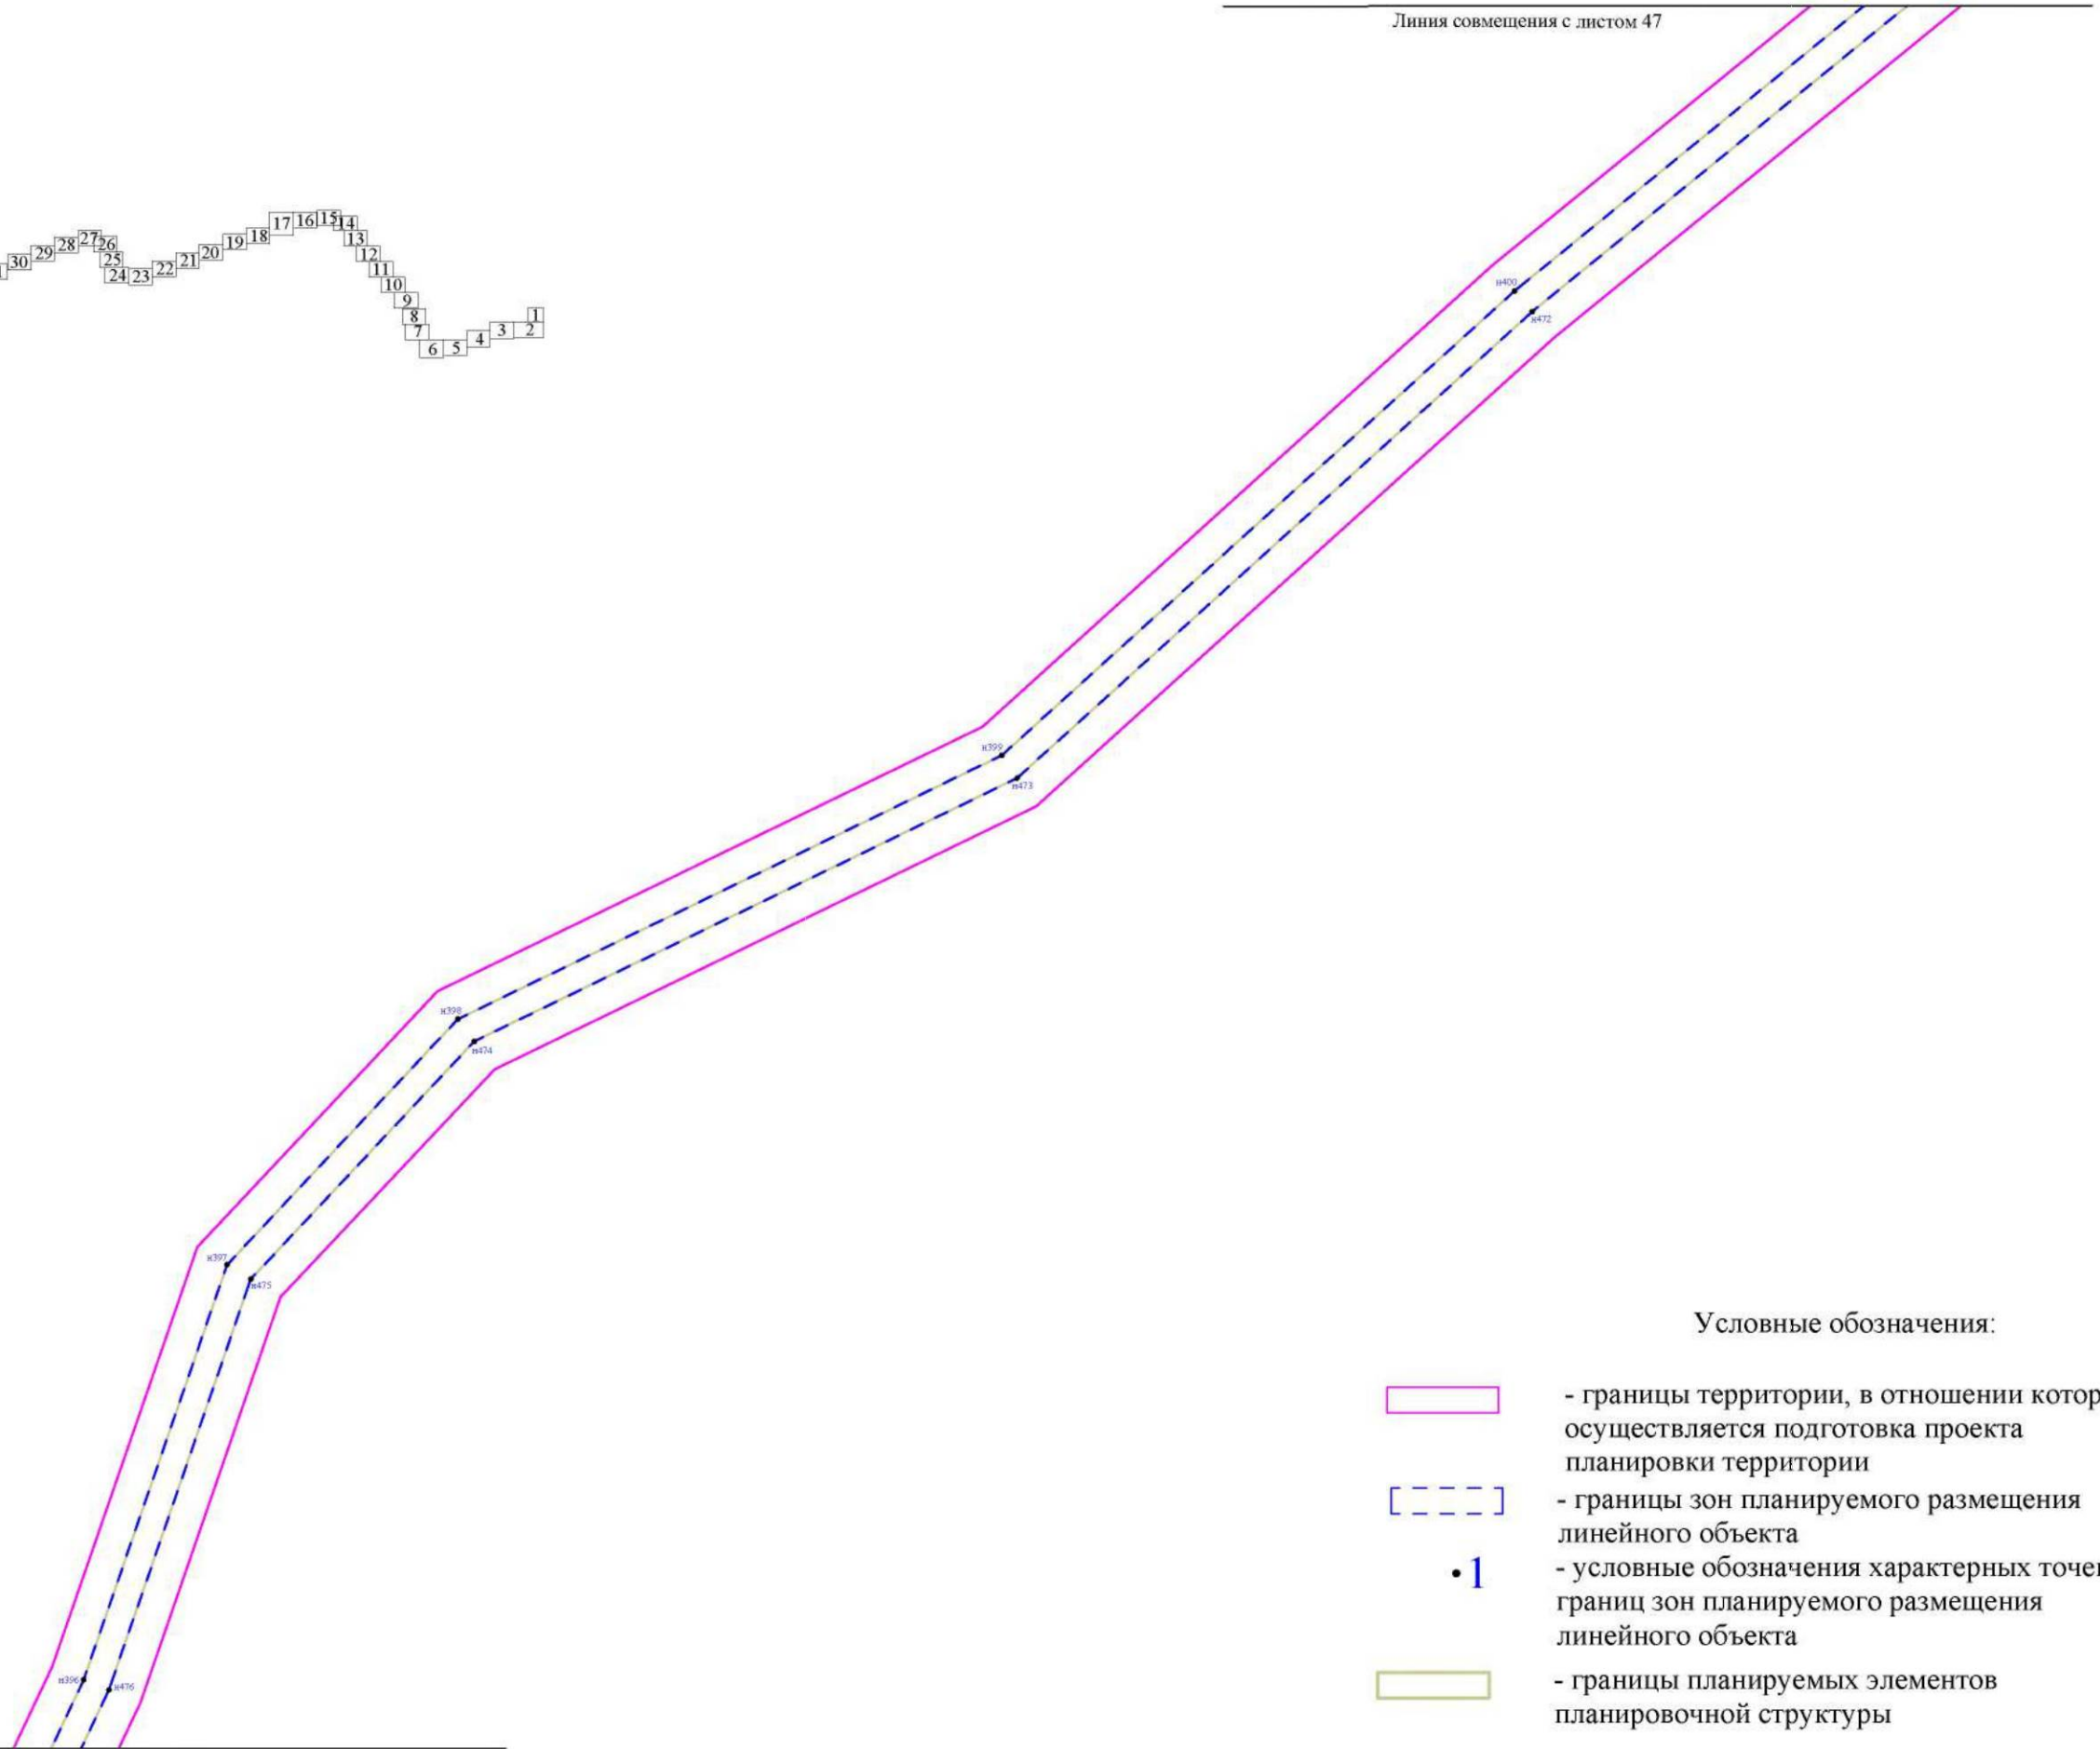 Линия совмещения с листом 47
17 16 15 14
13
12
11
10
9
8
7
6 5 4 3 2
1
30 29 28 27 26
25
24 23 22 21 20 19 18
н400
н472
н399
н473
н398
н474
н397
н475
н396
н476
Условные обозначения:
- границы территории, в отношении котор
осуществляется подготовка проекта
планировки территории
- границы зон планируемого размещения
линейного объекта
•1
- условные обозначения характерных точе
границ зон планируемого размещения
линейного объекта
- границы планируемых элементов
планировочной структуры